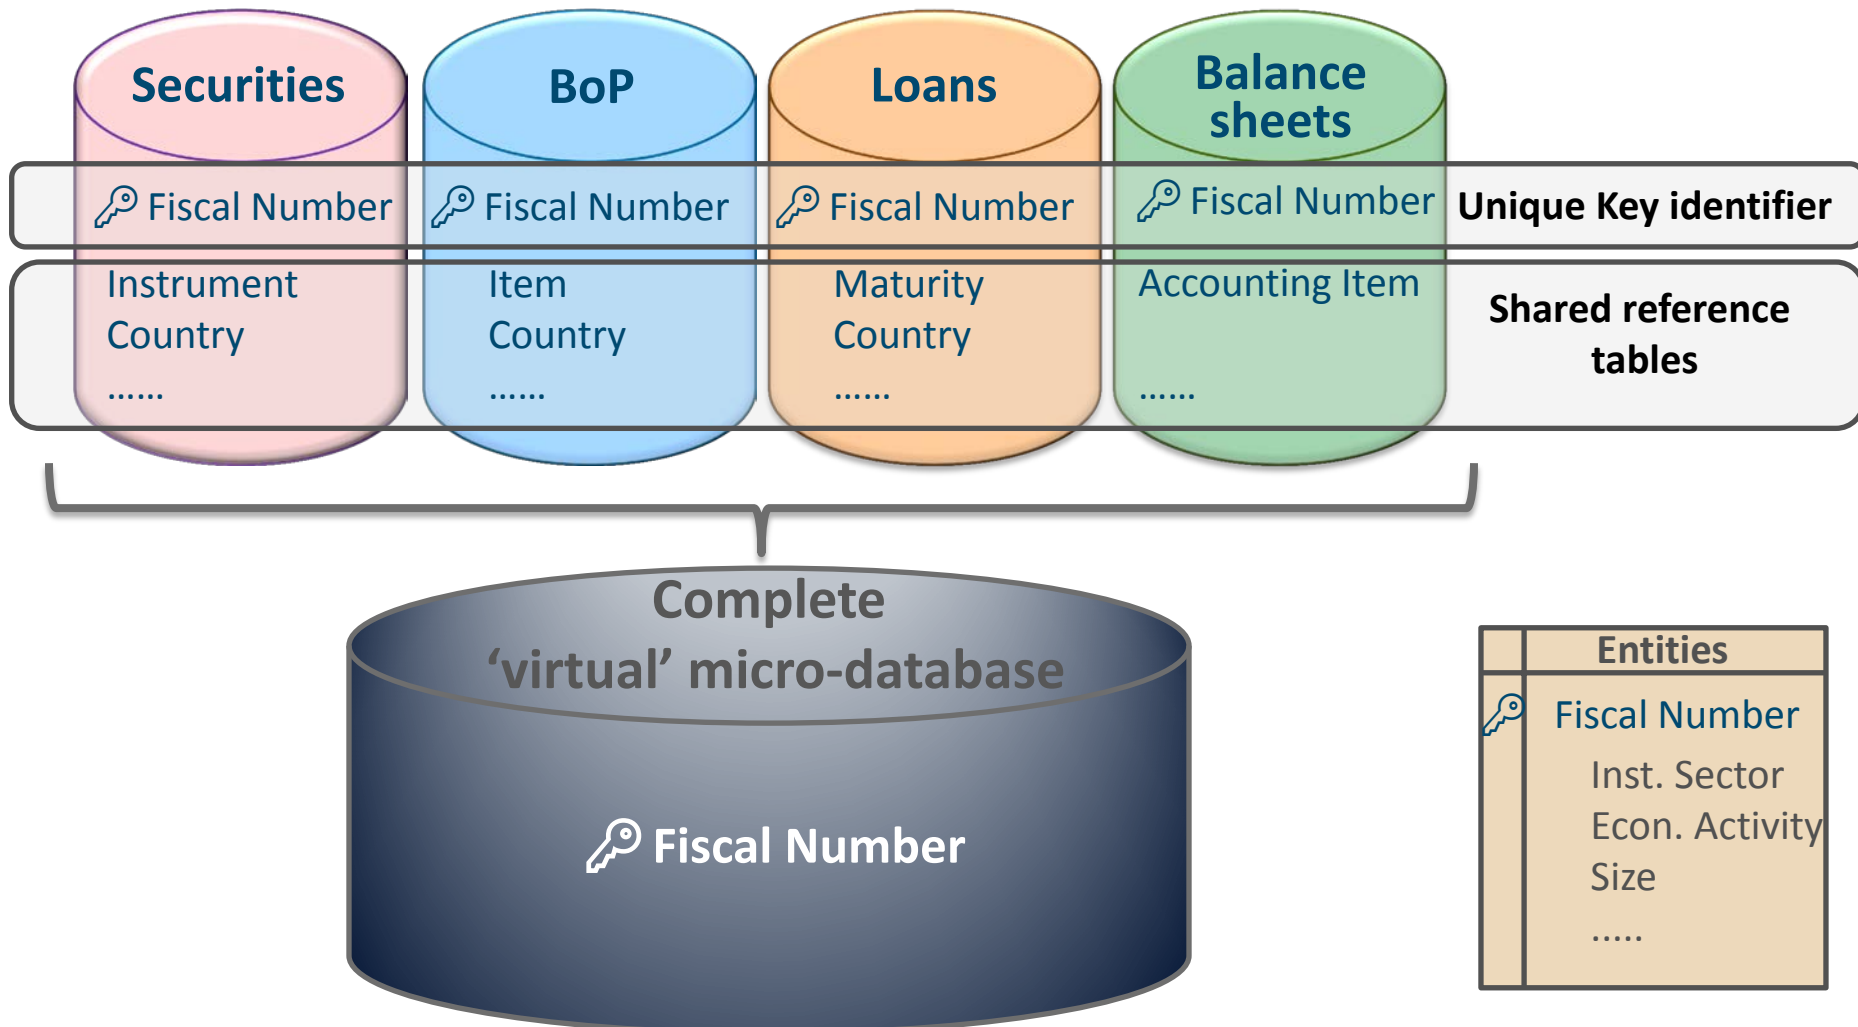 Securities
BoP
Loans
Balance
sheets
Fiscal Number
Fiscal Number
Fiscal Number
Fiscal Number
Unique Key identifier
Instrument
Country
......
Item
Country
......
Maturity
Country
......
Accounting Item
......
Shared reference
tables
Complete
‘virtual’ micro-database
Fiscal Number
Entities
Fiscal Number
Inst. Sector
Econ. Activity
Size
.....